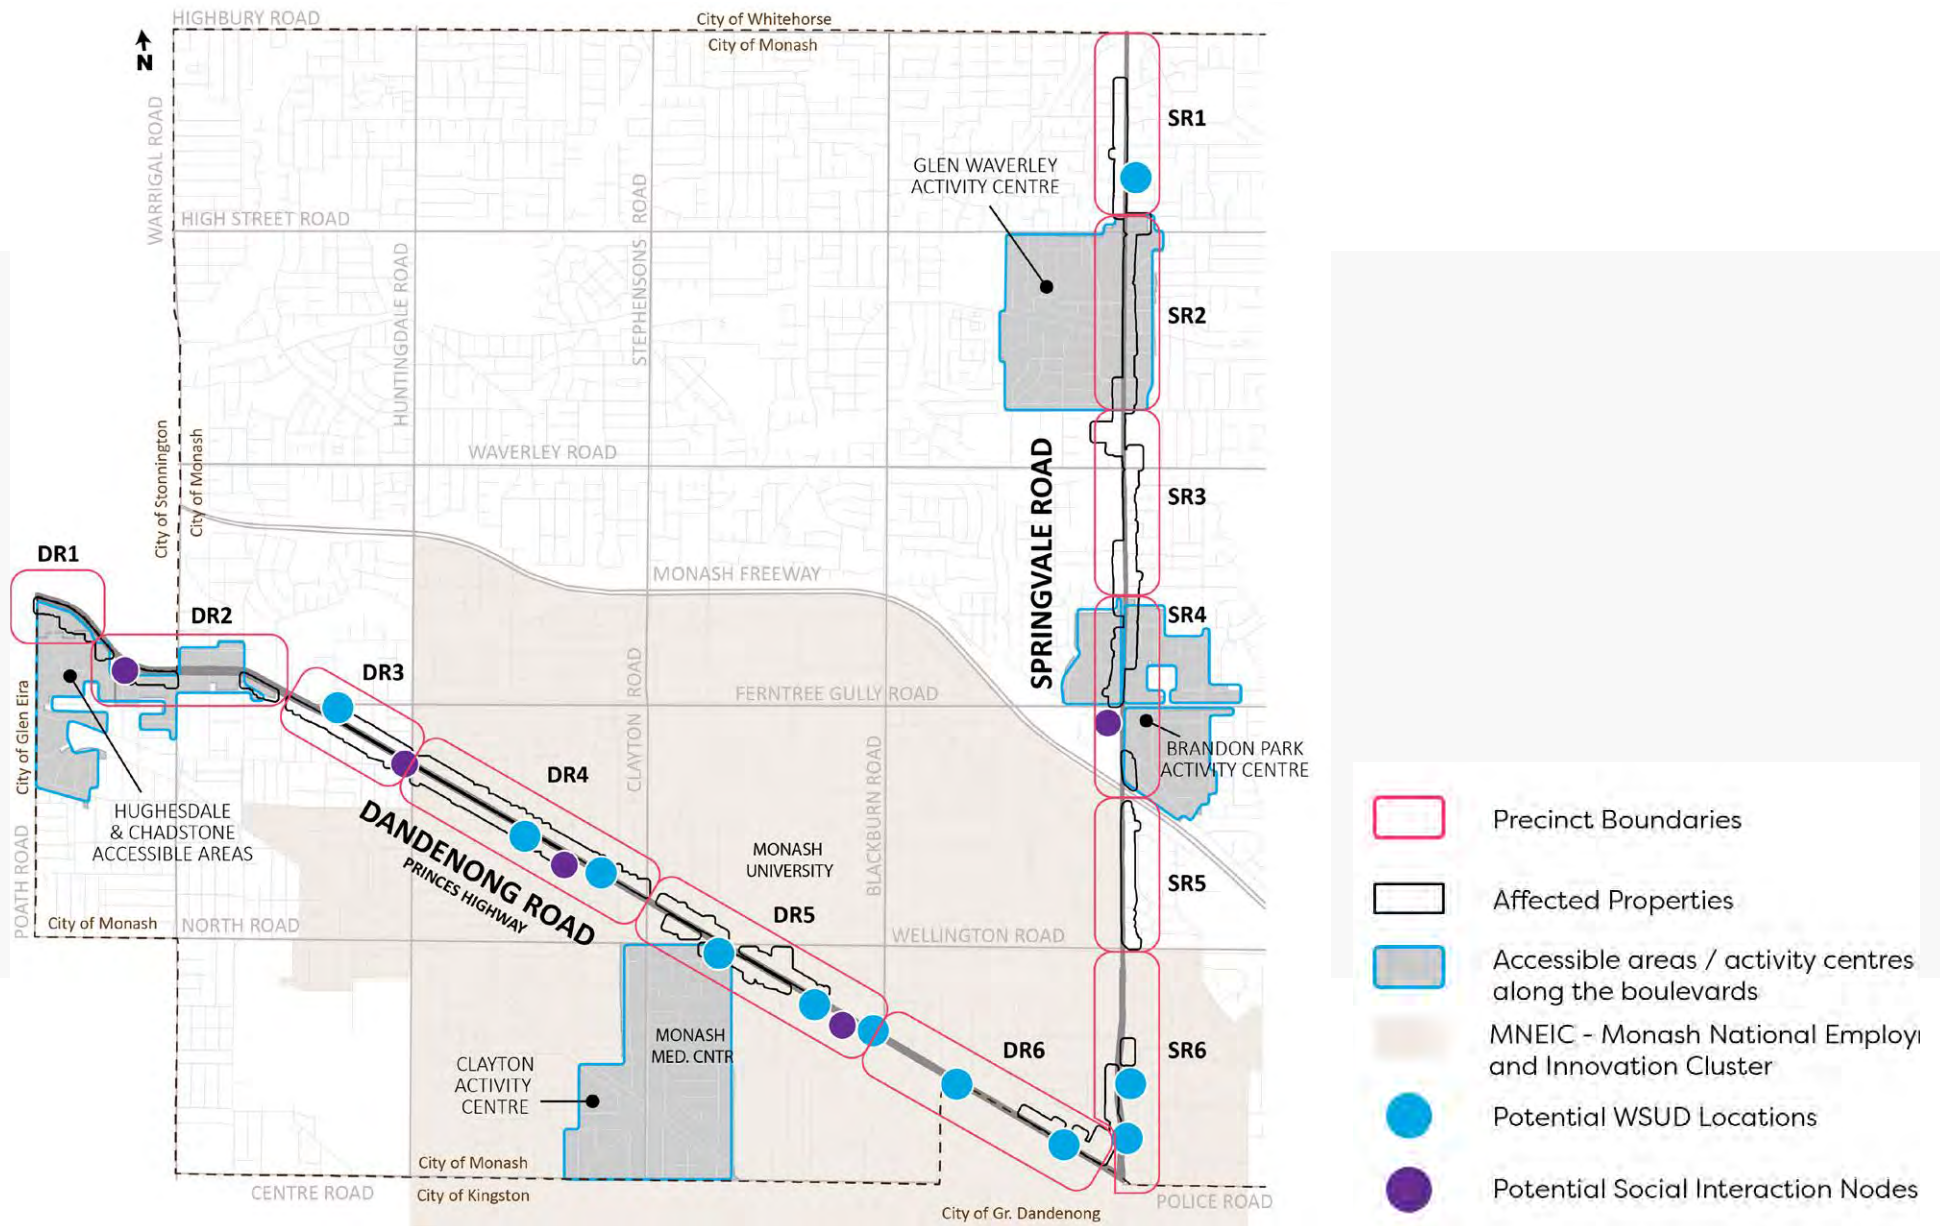 HIGHBURY ROAD
City of Whitehorse
City of Monash
N
WARRIGAL ROAD
SR1
GLEN WAVERLEY
ACTIVITY CENTRE
HIGH STREET ROAD
STEPHENSONS ROAD
HUNTINGDALE ROAD
SR2
WAVERLEY ROAD
City of Stonnington
City of Monash
SPRINGVALE ROAD
SR3
DR1
MONASH FREEWAY
DR2
SR4
DR3
CLAYTON ROAD
FERNTREE GULLY ROAD
City of Glen Eira
BRANDON PARK
ACTIVITY CENTRE
DR4
HUGHESDALE
& CHADSTONE
ACCESSIBLE AREAS
DANDENONG ROAD
PRINCES HIGHWAY
BLACKBURN ROAD
MONASH
UNIVERSITY
POATH ROAD
SR5
DR5
City of Monash
NORTH ROAD
WELLINGTON ROAD
MONASH
MED. CNTR
DR6
SR6
CLAYTON
ACTIVITY
CENTRE
City of Monash
CENTRE ROAD
City of Kingston
City of Gr. Dandenong
POLICE ROAD
Precinct Boundaries
Affected Properties
Accessible areas / activity centres
along the boulevards
MNEIC - Monash National Employ
and Innovation Cluster
Potential WSUD Locations
Potential Social Interaction Nodes